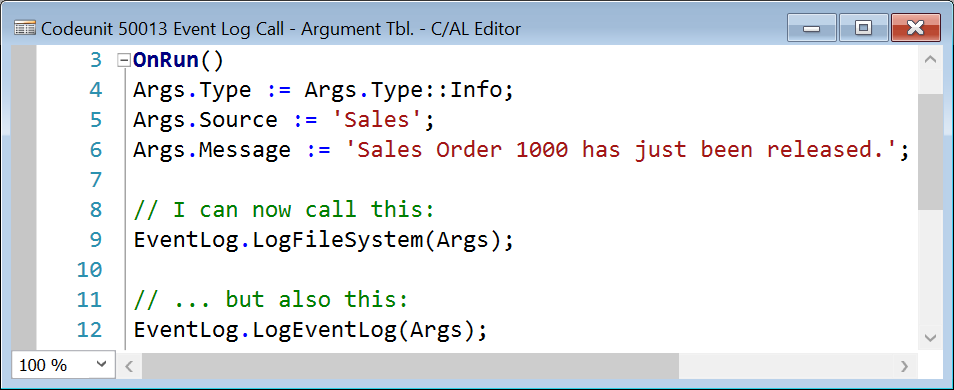 Codeunit 50013 Event Log Call - Argument Tbl. - C/AL Editor
3 OnRun()
4 Args.Type := Args.Type::Info;
5 Args.Source := 'Sales';
6 Args.Message := 'Sales Order 1000 has just been released.';
7
8 // I can now call this:
9 EventLog.LogFileSystem(Args);
10
11 // ... but also this:
12 EventLog.LogEventLog(Args);
100 %